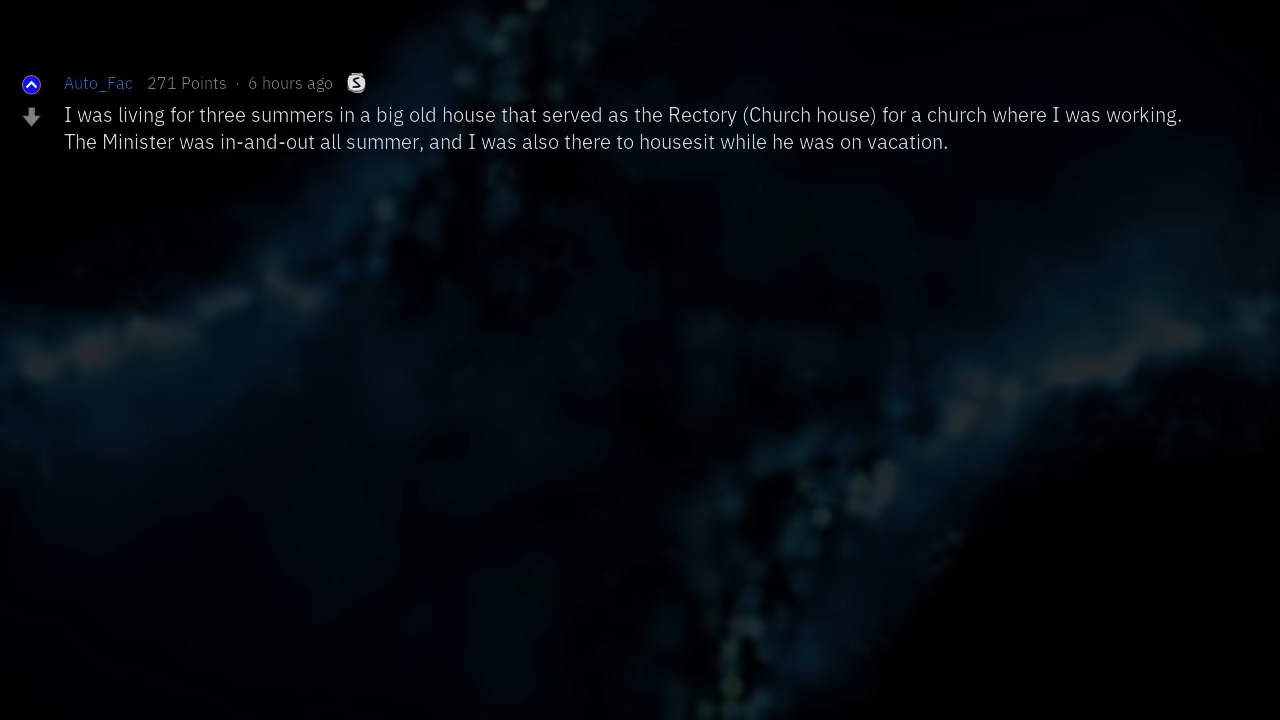 Auto_Fac 271 Points · 6 hours ago S
I was living for three summers in a big old house that served as the Rectory (Church house) for a church where I was working.
The Minister was in-and-out all summer, and I was also there to housesit while he was on vacation.